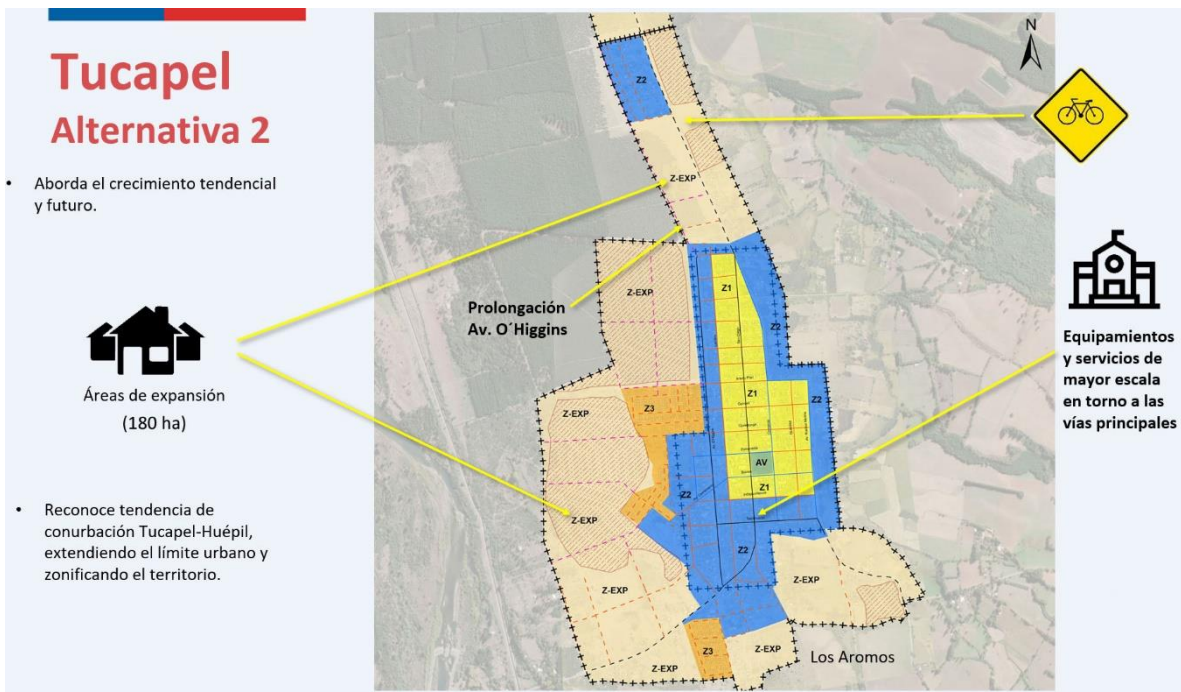 Tucapel
Alternativa 2
• Aborda el crecimiento tendencial
y futuro.
Áreas de expansión
(180 ha)
• Reconoce tendencia de
conurbación Tucapel-Huépil,
extendiendo el límite urbano y
zonificando el territorio.
N
Z2
Z-EXP
Prolongación
Av. O´Higgins
Z-EXP
Z1
Z2
Z-EXP
Z3
Z1
Z2
AV
Z2
Z1
Z-EXP
Z2
Z-EXP
Z-EXP
Z3
Z-EXP
Z-EXP
Los Aromos
Equipamientos
y servicios de
mayor escala
en torno a las
vías principales